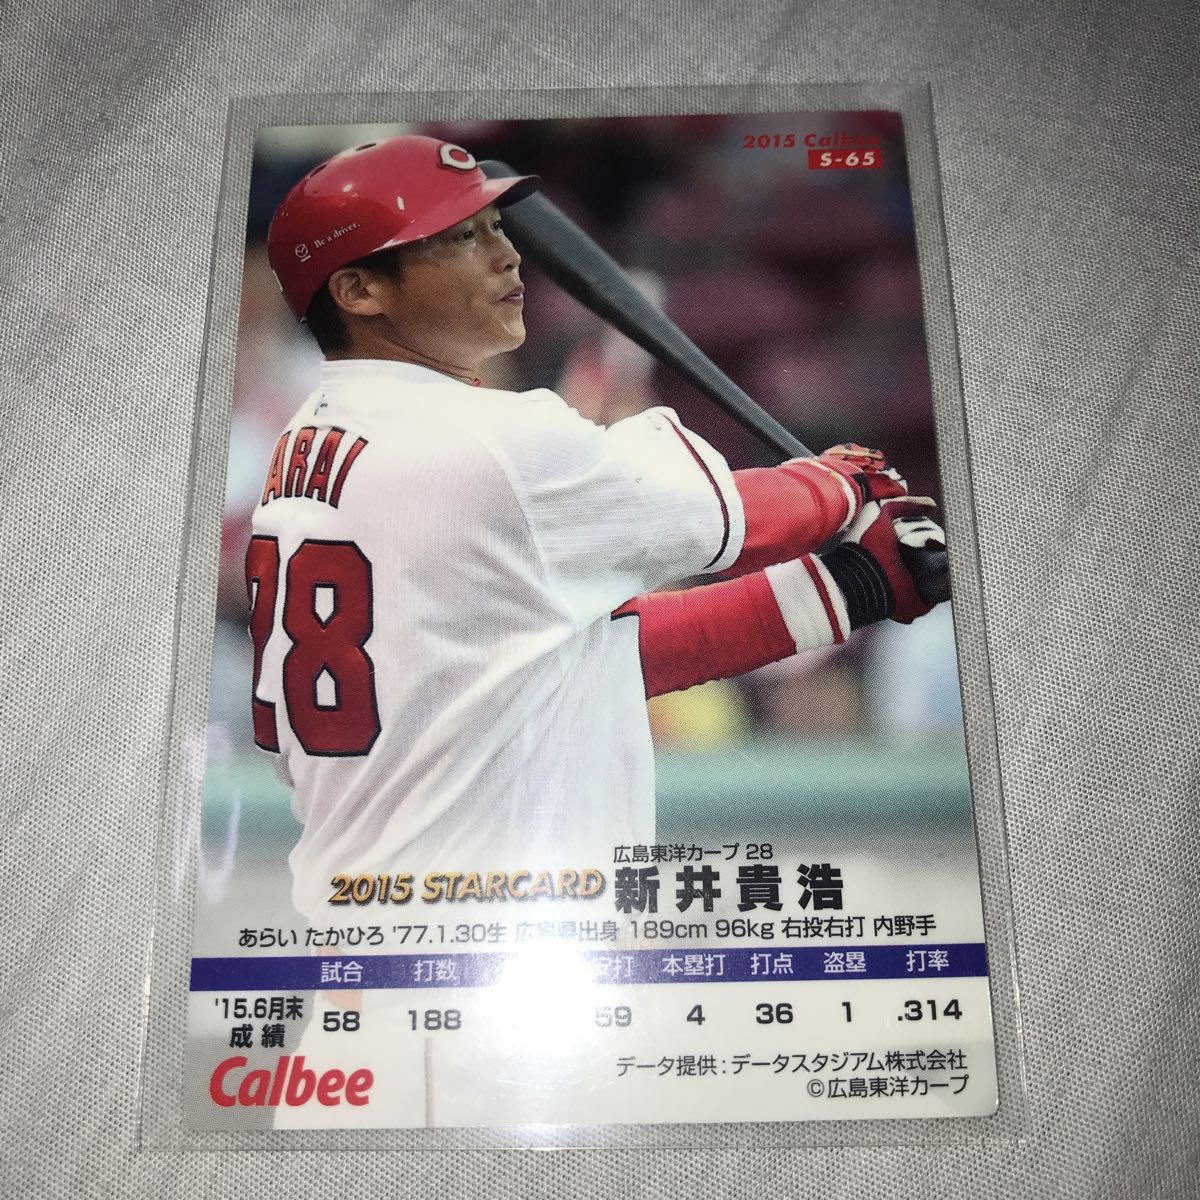 2015 Calbee
S-65
Be a driver.
ARAI
28
広島東洋カープ 28
2015 STARCARD 新井貴浩
あらい たかひろ '77.1.30生 広島県出身 189cm 96kg 右投右打 内野手
試合 打数 安打 本塁打 打点 盗塁 打率
'15.6月末
成績 58 188 59 4 36 1 .314
データ提供:データスタジアム株式会社
Calbee
©広島東洋カープ